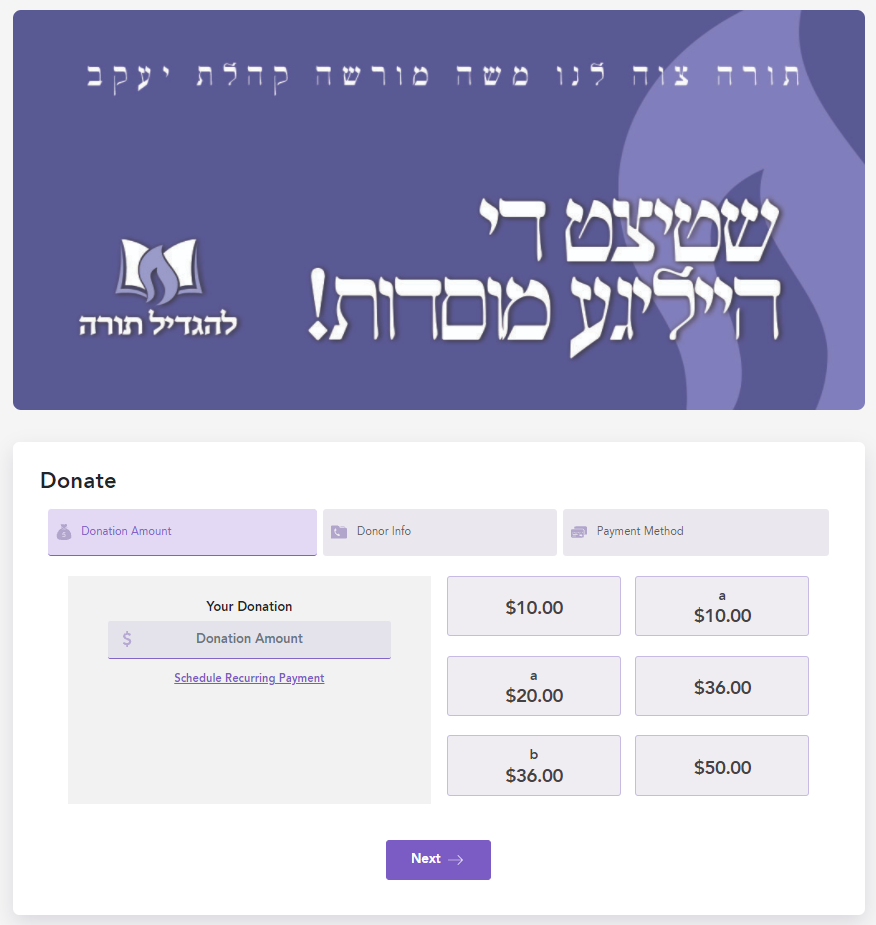 תורה צוה לנו משה מורשה קהלת יעקב
שטיצט די
הייליגע מוסדות!
להגדיל תורה
Donate
Donation Amount
Donor Info
Payment Method
Your Donation
$ Donation Amount
Schedule Recurring Payment
$10.00
a
$10.00
a
$20.00
$36.00
b
$36.00
$50.00
Next